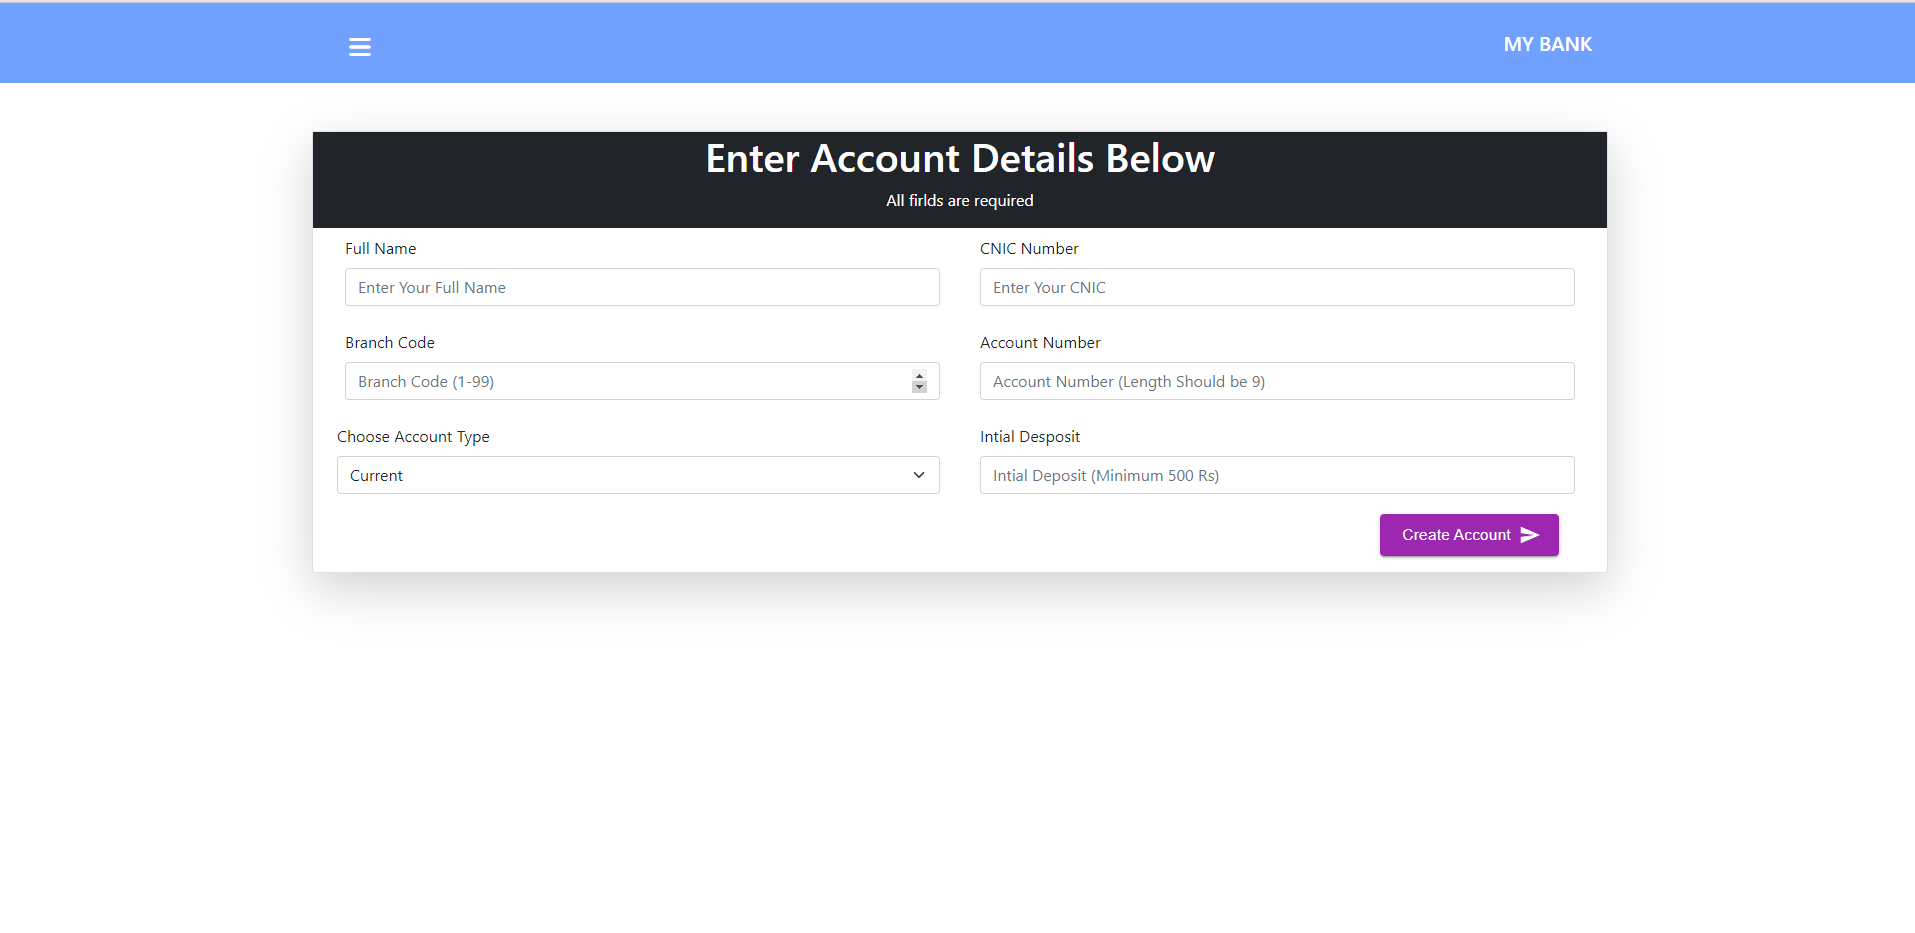 MY BANK
Enter Account Details Below
All firlds are required
Full Name
CNIC Number
Enter Your Full Name
Enter Your CNIC
Branch Code
Account Number
Branch Code (1-99)
Account Number (Length Should be 9)
Choose Account Type
Intial Desposit
Current
Intial Deposit (Minimum 500 Rs)
Create Account